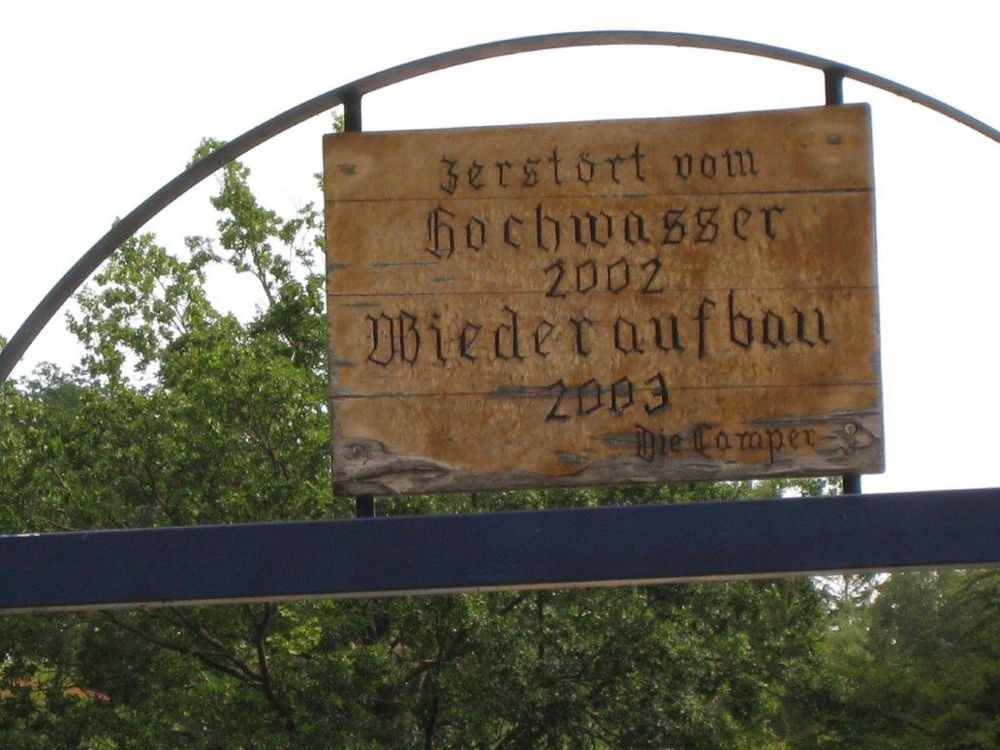 zerstört vom
Hochwasser
2002
Wiederaufbau
2003
Die Camper